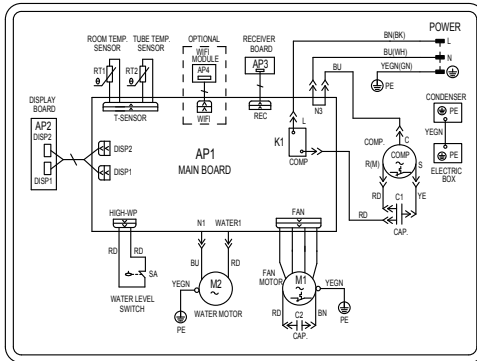 ROOM TEMP. SENSOR
TUBE TEMP. SENSOR
OPTIONAL
WIFI MODULE
RECEIVER BOARD
POWER
BN(BK)
L
BU(WH)
N
YEGN(GN)
PE
RT1
θ
RT2
θ
AP4
AP3
BU
DISPLAY BOARD
AP2
DISP2
DISP1
T-SENSOR
WIFI
REC
N3
CONDENSER
PE
YEGN
PE
ELECTRIC BOX
DISP2
DISP1
AP1
MAIN BOARD
K1
L
COMP
COMP.
C
COMP
R(M)
S
RD
C1
YE
RD
CAP.
HIGH-WP
N1
WATER1
FAN
RD
RD
SA
WATER LEVEL SWITCH
BU
RD
YEGN
M2
~
PE
WATER MOTOR
FAN MOTOR
M1
~
YEGN
PE
RD
C2
BN
CAP.